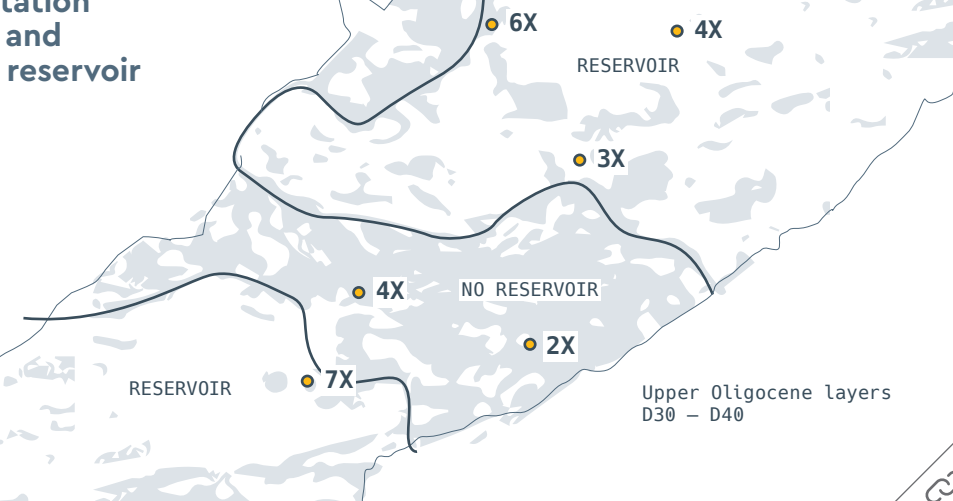 and
reservoir
6X
4X
RESERVOIR
3X
4X
NO RESERVOIR
2X
7X
RESERVOIR
Upper Oligocene layers
D30 – D40